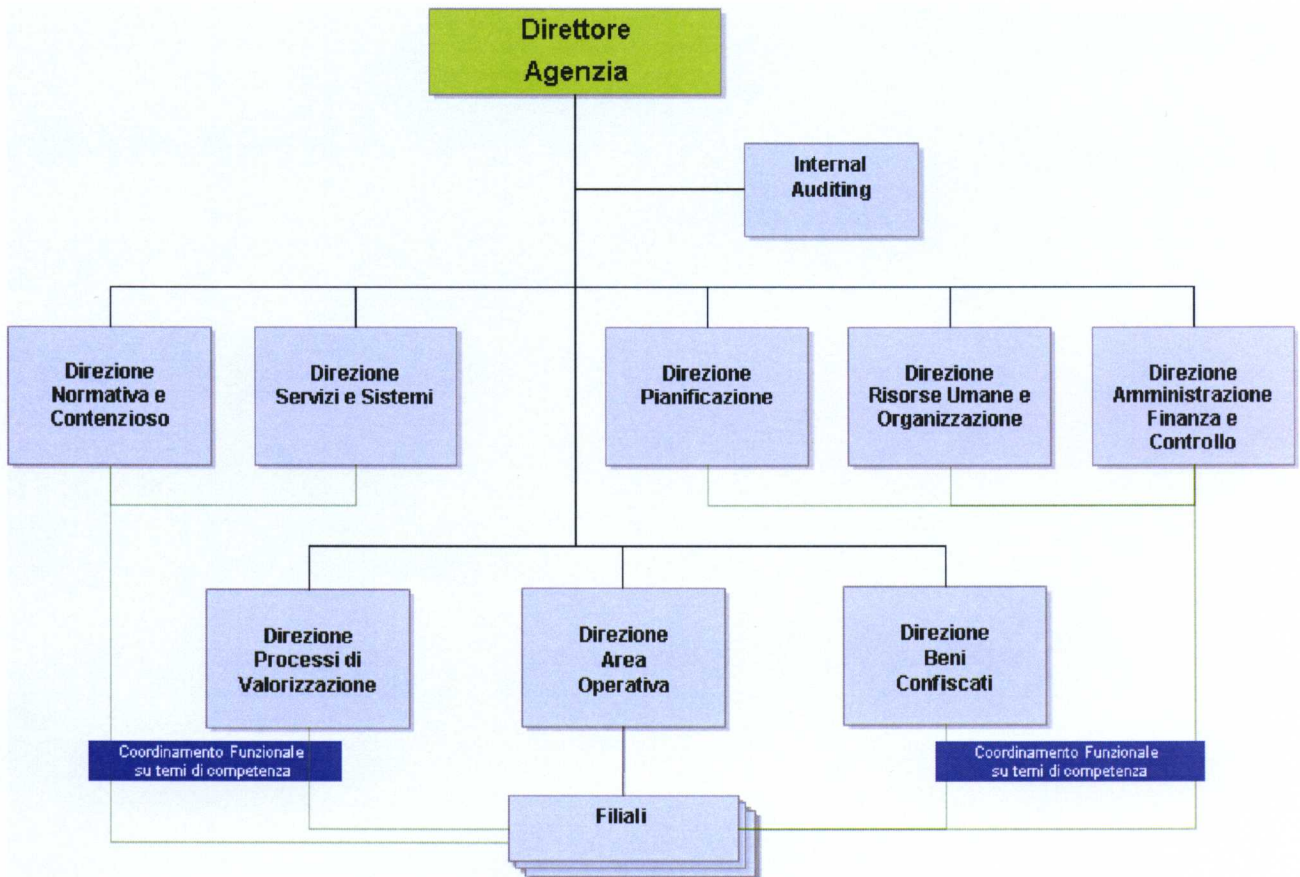 Direttore
Agenzia
Internal
Auditing
Direzione
Normativa e
Contenzioso
Direzione
Servizi e Sistemi
Direzione
Pianificazione
Direzione
Risorse Umane e
Organizzazione
Direzione
Amministrazione
Finanza e
Controllo
Direzione
Processi di
Valorizzazione
Direzione
Area
Operativa
Direzione
Beni
Confiscati
Coordinamento Funzionale
su temi di competenza
Coordinamento Funzionale
su temi di competenza
Filiali